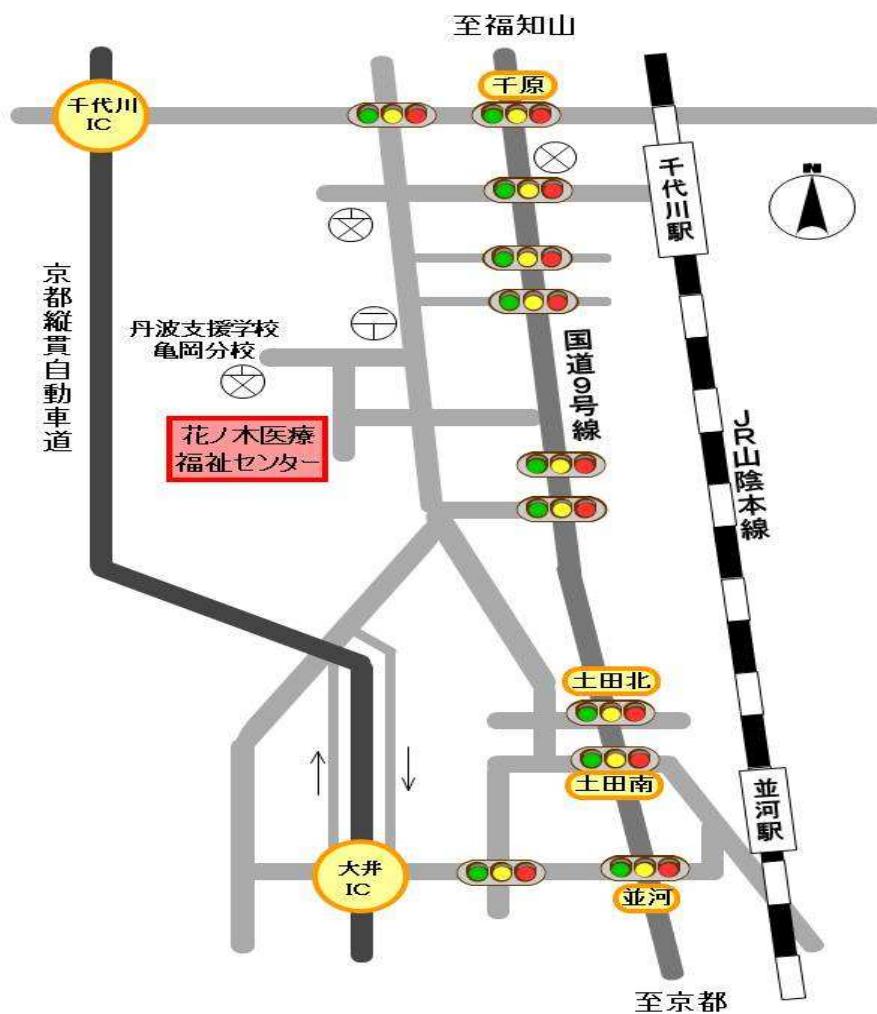 至福知山
千原
千代川
IC
千代川駅
N
京都縦貫自動車道
丹波支援学校
亀岡分校
国道9号線
花ノ木医療
福祉センター
JR山陰本線
土田北
土田南
並河駅
大井
IC
並河
至京都